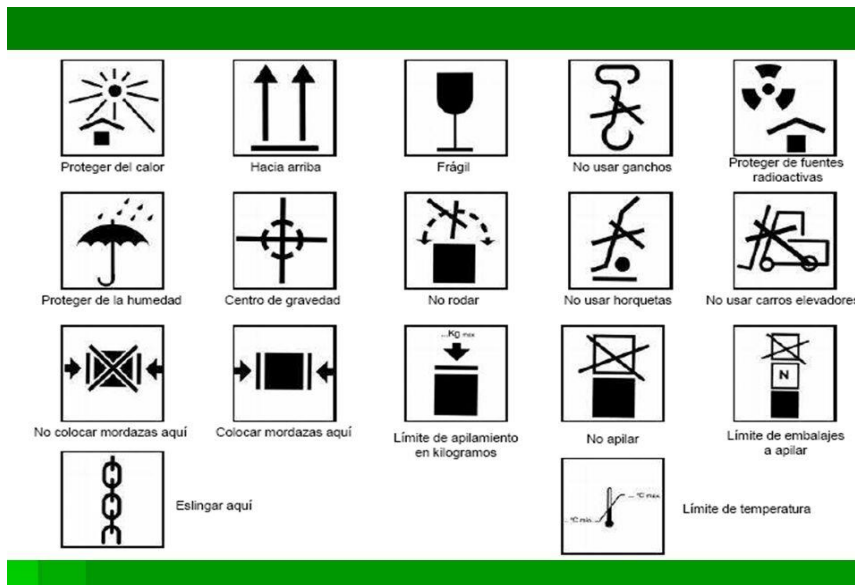 Proteger del calor
Hacia arriba
Frágil
No usar ganchos
Proteger de fuentes
radioactivas
Proteger de la humedad
Centro de gravedad
No rodar
No usar horquetas
No usar carros elevadores
...Kg max
N
No colocar mordazas aquí
Colocar mordazas aquí
Límite de apilamiento
en kilogramos
No apilar
Límite de embalajes
a apilar
Eslingar aquí
... °C max
... °C min
Límite de temperatura